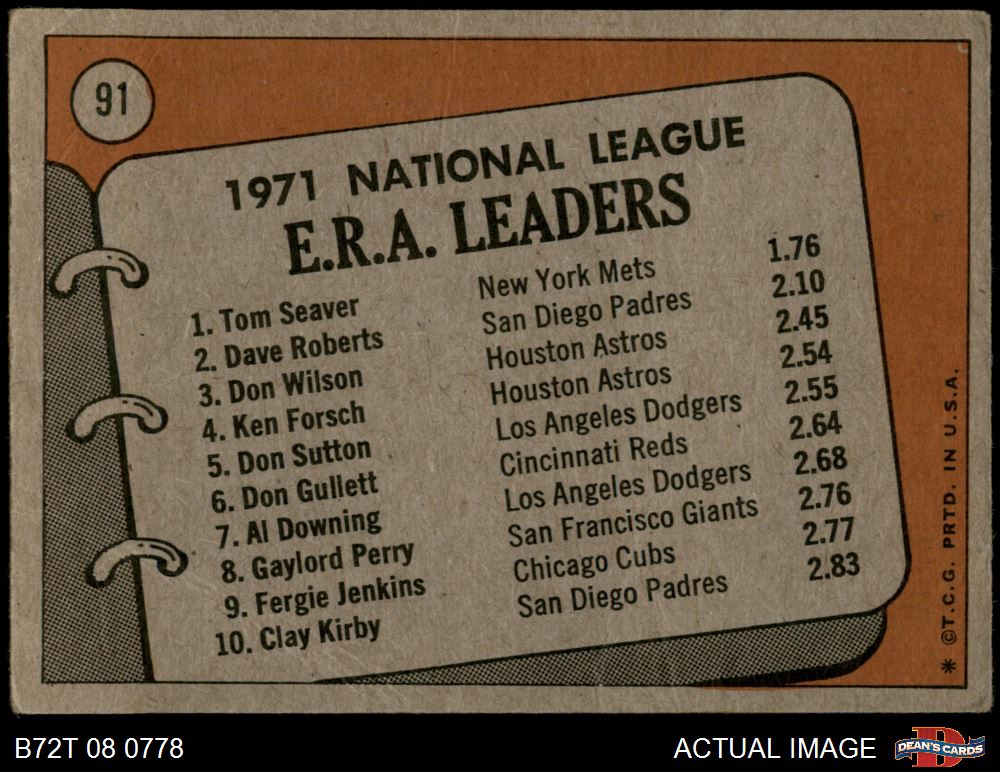 91
1971 NATIONAL LEAGUE
E.R.A. LEADERS
1. Tom Seaver New York Mets 1.76
2. Dave Roberts San Diego Padres 2.10
3. Don Wilson Houston Astros 2.45
4. Ken Forsch Houston Astros 2.54
5. Don Sutton Los Angeles Dodgers 2.55
6. Don Gullett Cincinnati Reds 2.64
7. Al Downing Los Angeles Dodgers 2.68
8. Gaylord Perry San Francisco Giants 2.76
9. Fergie Jenkins Chicago Cubs 2.77
10. Clay Kirby San Diego Padres 2.83
* ©T.C.G. PRTD. IN U.S.A.
B72T 08 0778 ACTUAL IMAGE
D
DEAN'S CARDS